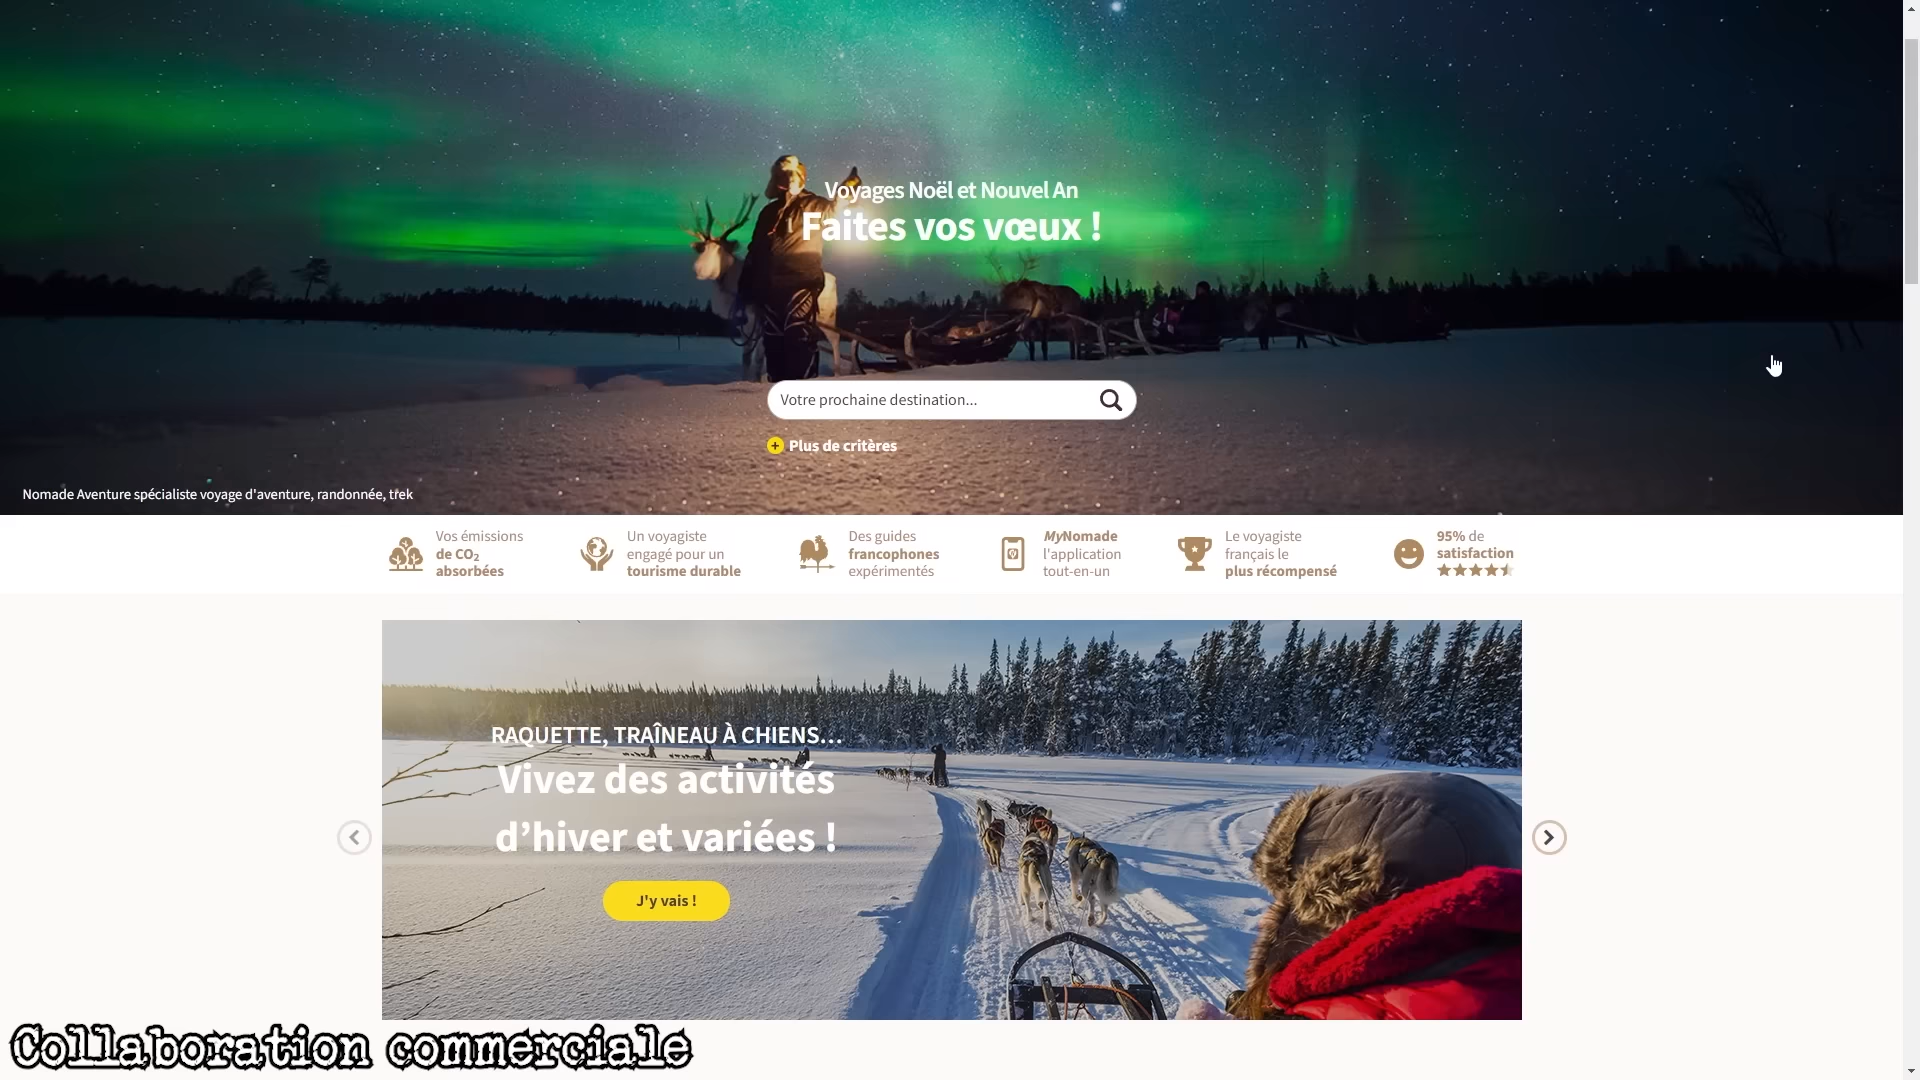 Voyages Noël et Nouvel An
Faites vos vœux !
Votre prochaine destination...
+ Plus de critères
Nomade Aventure spécialiste voyage d'aventure, randonnée, trek
Vos émissions
de CO₂
absorbées
Un voyagiste
engagé pour un
tourisme durable
Des guides
francophones
expérimentés
MyNomade
l'application
tout-en-un
Le voyagiste
français le
plus récompensé
95% de
satisfaction
RAQUETTE, TRAÎNEAU À CHIENS...
Vivez des activités
d’hiver et variées !
J'y vais !
Collaboration commerciale